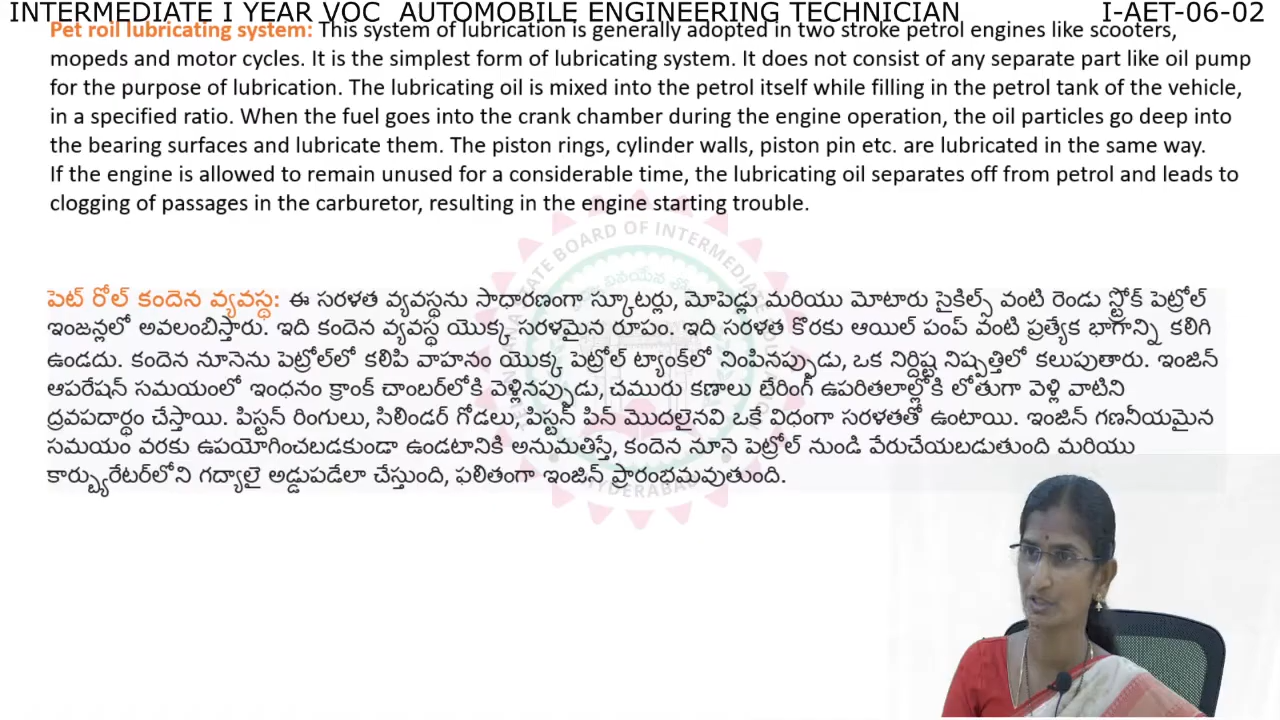 INTERMEDIATE I YEAR VOC AUTOMOBILE ENGINEERING TECHNICIAN I-AET-06-02
Pet roil lubricating system: This system of lubrication is generally adopted in two stroke petrol engines like scooters,
mopeds and motor cycles. It is the simplest form of lubricating system. It does not consist of any separate part like oil pump
for the purpose of lubrication. The lubricating oil is mixed into the petrol itself while filling in the petrol tank of the vehicle,
in a specified ratio. When the fuel goes into the crank chamber during the engine operation, the oil particles go deep into
the bearing surfaces and lubricate them. The piston rings, cylinder walls, piston pin etc. are lubricated in the same way.
If the engine is allowed to remain unused for a considerable time, the lubricating oil separates off from petrol and leads to
clogging of passages in the carburetor, resulting in the engine starting trouble.
STATE BOARD OF INTERMEDIATE
పెట్ రోల్ కందెన వ్యవస్థ: ఈ సరళత వ్యవస్థను సాదారణంగా స్కూటర్లు, మోపెడ్లు మరియు మోటారు సైకిల్స్ వంటి రెండు స్ట్రోక్ పెట్రోల్
ఇంజన్లలో అవలంబిస్తారు. ఇది కందెన వ్యవస్థ యొక్క సరళమైన రూపం. ఇది సరళత కొరకు ఆయిల్ పంప్ వంటి ప్రత్యేక భాగాన్ని కలిగి
ఉండదు. కందెన నూనెను పెట్రోల్‌లో కలిపి వాహనం యొక్క పెట్రోల్ ట్యాంక్‌లో నింపినప్పుడు, ఒక నిర్దిష్ట నిష్పత్తిలో కలుపుతారు. ఇంజిన్
ఆపరేషన్ సమయంలో ఇంధనం క్రాంక్ చాంబర్‌లోకి వెళ్లినప్పుడు, చమురు కణాలు బేరింగ్ ఉపరితలాల్లోకి లోతుగా వెళ్లి వాటిని
ద్రవపదార్థం చేస్తాయి. పిస్టన్ రింగులు, సిలిండర్ గోడలు, పిస్టన్ పిన్ మొదలైనవి ఒకే విధంగా సరళతతో ఉంటాయి. ఇంజిన్ గణనీయమైన
సమయం వరకు ఉపయోగించబడకుండా ఉండటానికి అనుమతిస్తే, కందెన నూనె పెట్రోల్ నుండి వేరుచేయబడుతుంది మరియు
కార్బ్యురేటర్‌లోని గద్యాలై అడ్డుపడేలా చేస్తుంది, ఫలితంగా ఇంజిన్ ప్రారంభమవుతుంది.
HYDERABAD